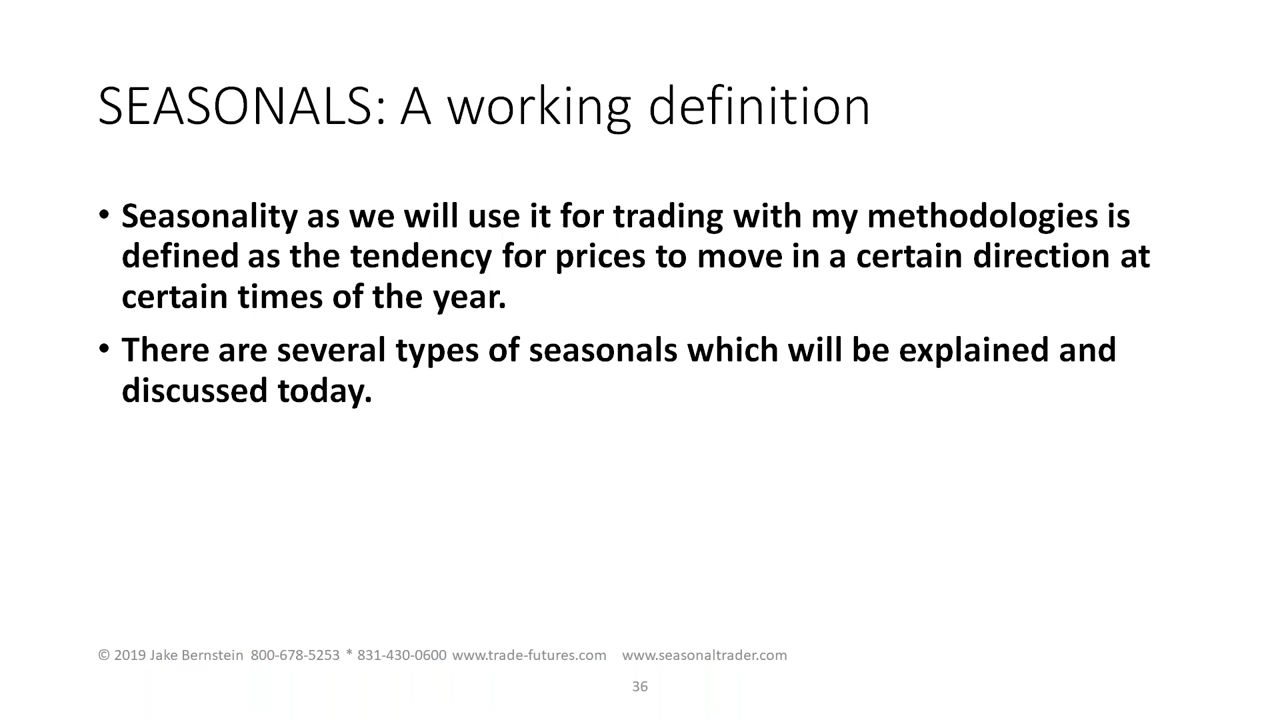 SEASONALS: A working definition
• Seasonality as we will use it for trading with my methodologies is
defined as the tendency for prices to move in a certain direction at
certain times of the year.
• There are several types of seasonals which will be explained and
discussed today.
© 2019 Jake Bernstein 800-678-5253 * 831-430-0600 www.trade-futures.com www.seasonaltrader.com
36